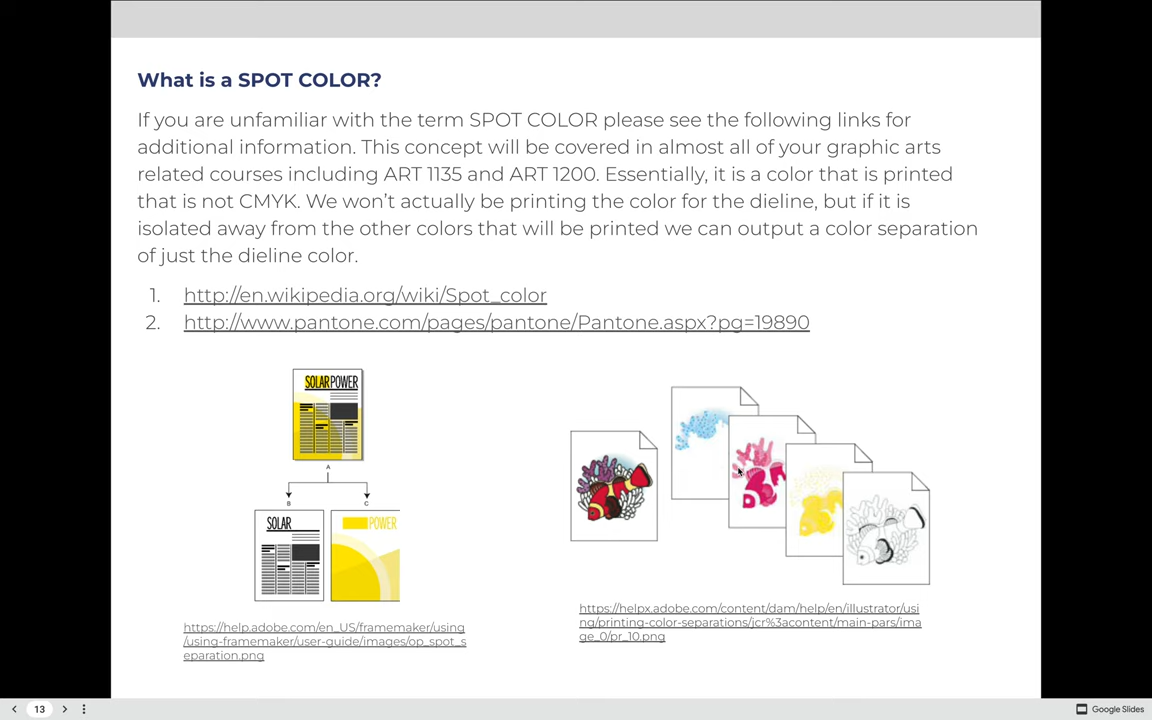 What is a SPOT COLOR?
If you are unfamiliar with the term SPOT COLOR please see the following links for
additional information. This concept will be covered in almost all of your graphic arts
related courses including ART 1135 and ART 1200. Essentially, it is a color that is printed
that is not CMYK. We won’t actually be printing the color for the dieline, but if it is
isolated away from the other colors that will be printed we can output a color separation
of just the dieline color.
1. http://en.wikipedia.org/wiki/Spot_color
2. http://www.pantone.com/pages/pantone/Pantone.aspx?pg=19890
SOLARPOWER
A
B C
SOLAR
POWER
https://help.adobe.com/en_US/framemaker/using
/using-framemaker/user-guide/images/op_spot_s
eparation.png
https://helpx.adobe.com/content/dam/help/en/illustrator/usi
ng/printing-color-separations/jcr%3acontent/main-pars/ima
ge_0/pr_10.png
13
Google Slides